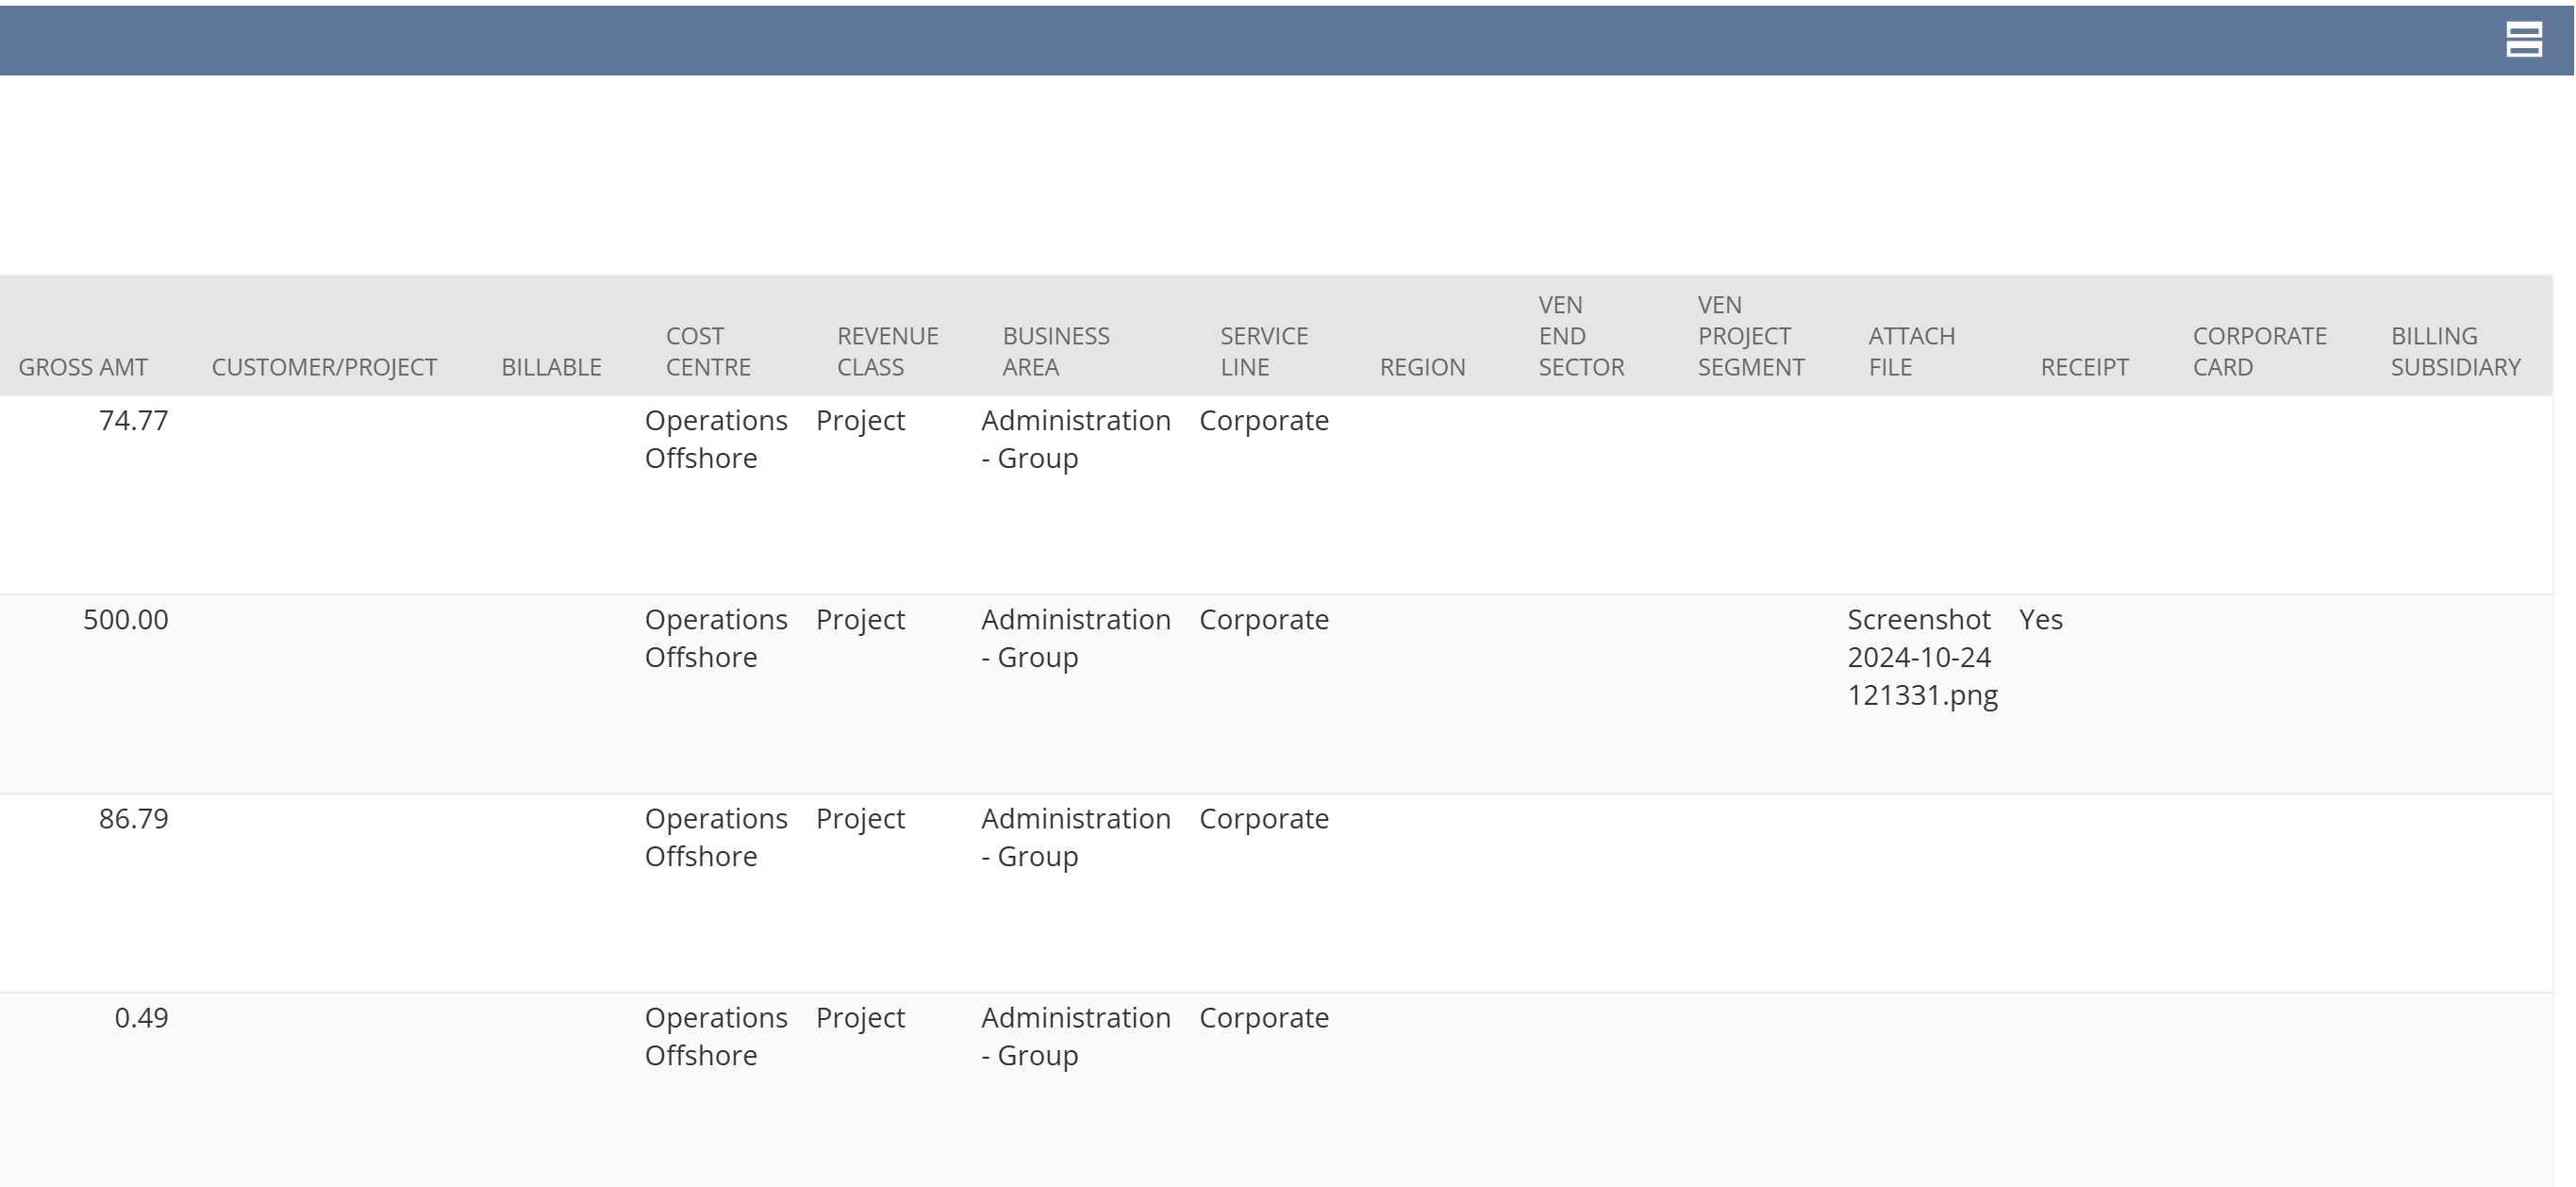 GROSS AMT CUSTOMER/PROJECT BILLABLE COST CENTRE REVENUE CLASS BUSINESS AREA SERVICE LINE REGION VEN END SECTOR VEN PROJECT SEGMENT ATTACH FILE RECEIPT CORPORATE CARD BILLING SUBSIDIARY
74.77 Operations Project Administration Corporate
Offshore - Group
500.00 Operations Project Administration Corporate Screenshot Yes
Offshore - Group 2024-10-24
121331.png
86.79 Operations Project Administration Corporate
Offshore - Group
0.49 Operations Project Administration Corporate
Offshore - Group